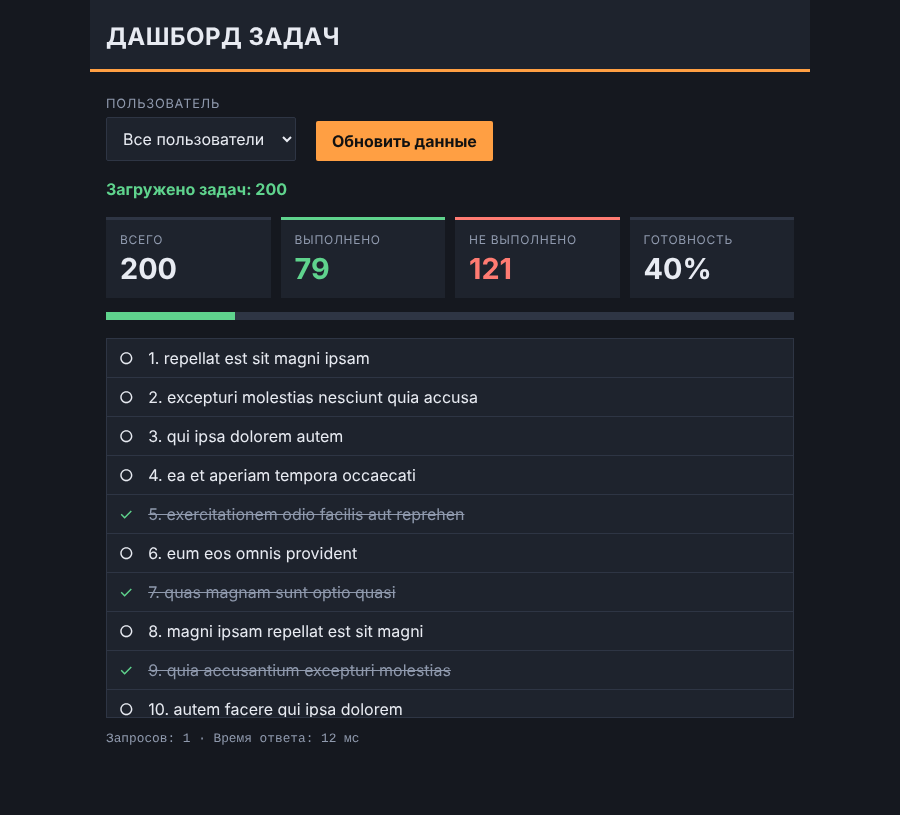 ДАШБОРД ЗАДАЧ
ПОЛЬЗОВАТЕЛЬ
Все пользователи
Обновить данные
Загружено задач: 200
ВСЕГО
200
ВЫПОЛНЕНО
79
НЕ ВЫПОЛНЕНО
121
ГОТОВНОСТЬ
40%
1. repellat est sit magni ipsam
2. excepturi molestias nesciunt quia accusa
3. qui ipsa dolorem autem
4. ea et aperiam tempora occaecati
5. exercitationem odio facilis aut reprehen
6. eum eos omnis provident
7. quas magnam sunt optio quasi
8. magni ipsam repellat est sit magni
9. quia accusantium excepturi molestias
10. autem facere qui ipsa dolorem
Запросов: 1 · Время ответа: 12 мс